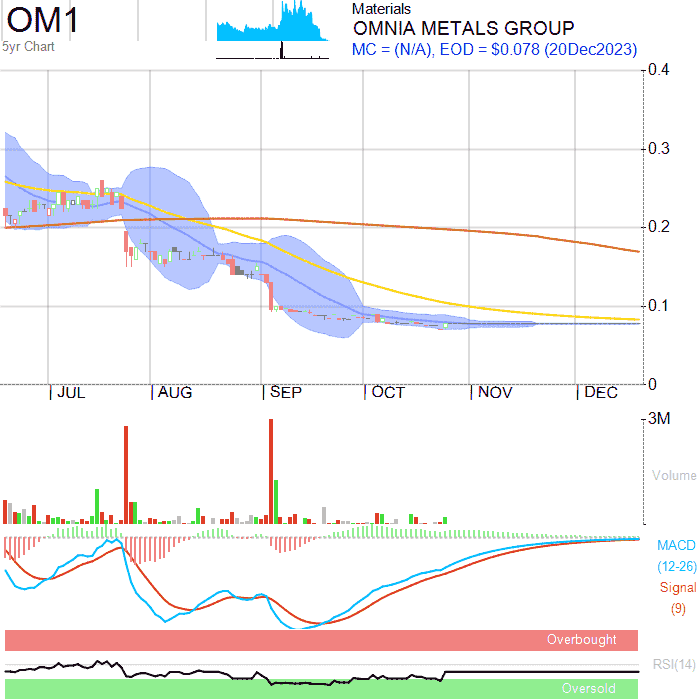 OM1
5yr Chart
Materials
OMNIA METALS GROUP
MC = (N/A), EOD = $0.078 (20Dec2023)
0.4
0.3
0.2
0.1
0
JUL AUG SEP OCT NOV DEC
3M
Volume
MACD
(12-26)
Signal
(9)
Overbought
RSI(14)
Oversold